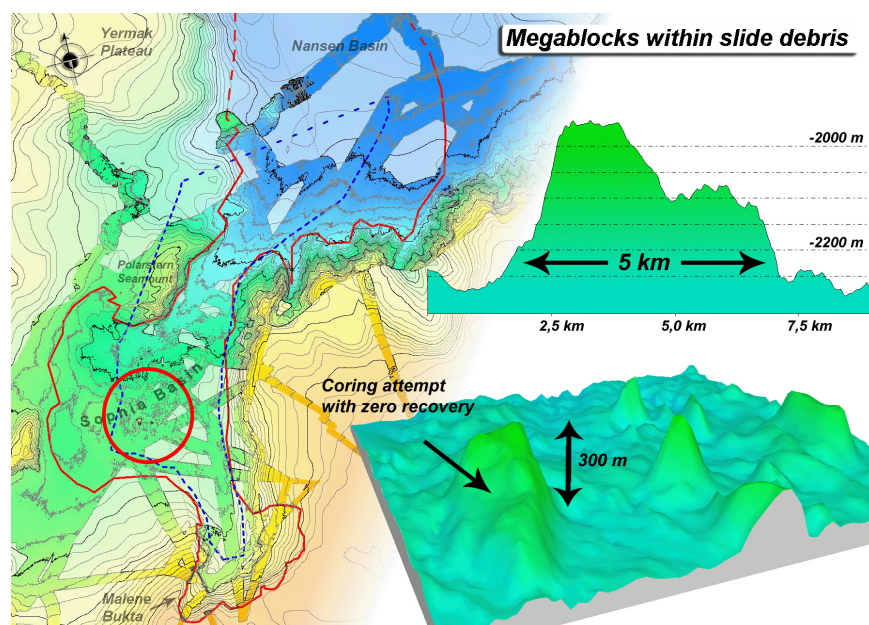 Yermak
Plateau
Nansen Basin
Megablocks within slide debris
-2000 m
-2200 m
5 km
2,5 km
5,0 km
7,5 km
Polarstern
Seamount
Sophia Basin
Coring attempt
with zero recovery
300 m
Malene
Bukta